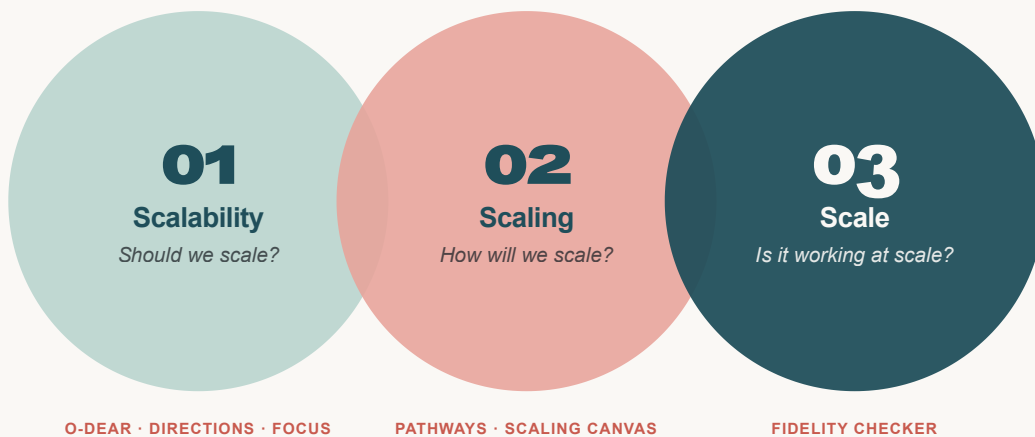 01
Scalability
Should we scale?
02
Scaling
How will we scale?
03
Scale
Is it working at scale?
O-DEAR · DIRECTIONS · FOCUS
PATHWAYS · SCALING CANVAS
FIDELITY CHECKER